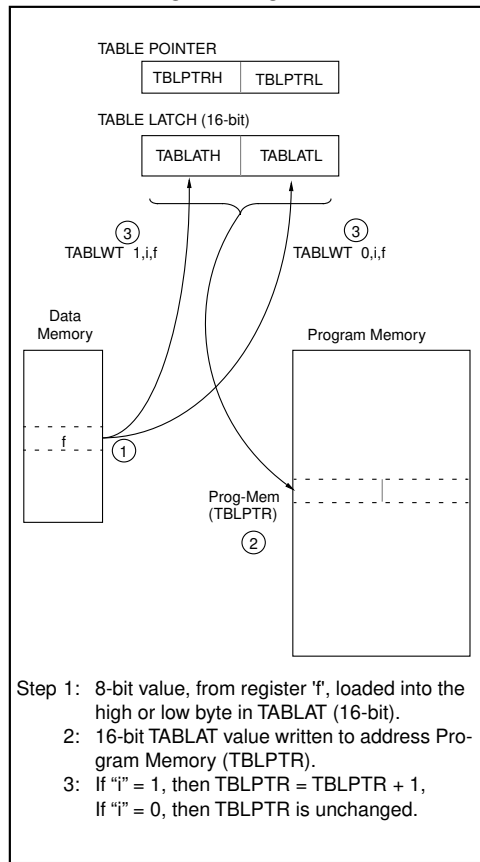 TABLE POINTER
TBLPTRH TBLPTRL
TABLE LATCH (16-bit)
TABLATH TABLATL
3 3
TABLWT 1,i,f TABLWT 0,i,f
Data
Memory
Program Memory
f
1
Prog-Mem
(TBLPTR)
2
Step 1: 8-bit value, from register 'f', loaded into the
high or low byte in TABLAT (16-bit).
2: 16-bit TABLAT value written to address Pro-
gram Memory (TBLPTR).
3: If “i” = 1, then TBLPTR = TBLPTR + 1,
If “i” = 0, then TBLPTR is unchanged.